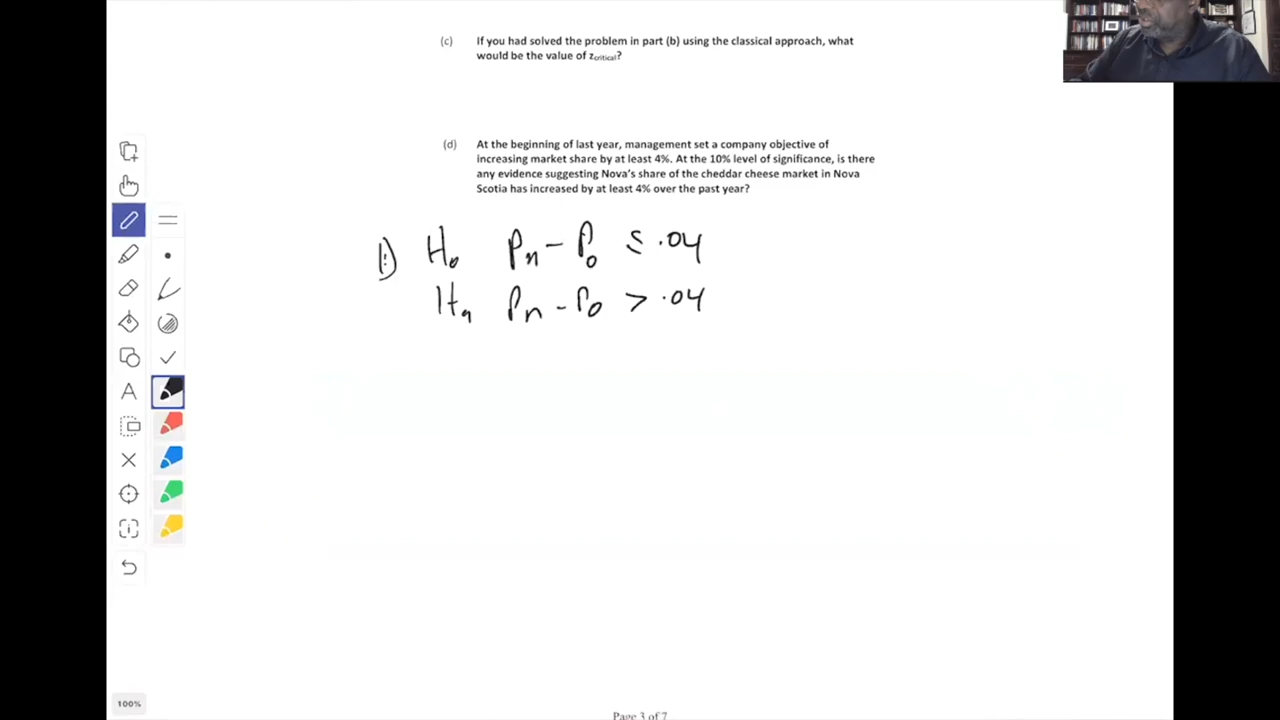 (c) If you had solved the problem in part (b) using the classical approach, what
would be the value of zcritical?
(d) At the beginning of last year, management set a company objective of
increasing market share by at least 4%. At the 10% level of significance, is there
any evidence suggesting Nova's share of the cheddar cheese market in Nova
Scotia has increased by at least 4% over the past year?
1) H₀ Pn - P₀ ≤ .04
Ha Pn - P₀ > .04
A
100%
Page 3 of 7